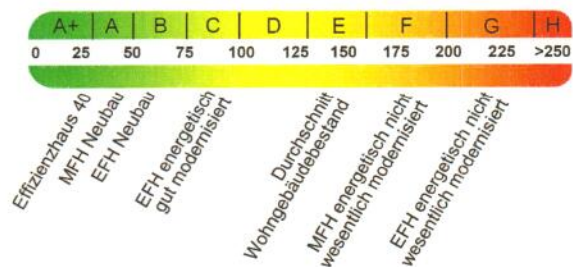 A+ A B C D E F G H
0 25 50 75 100 125 150 175 200 225 >250
Effizienzhaus 40
MFH Neubau
EFH Neubau
EFH energetisch
gut modernisiert
Durchschnitt
Wohngebäudebestand
MFH energetisch nicht
wesentlich modernisiert
EFH energetisch nicht
wesentlich modernisiert